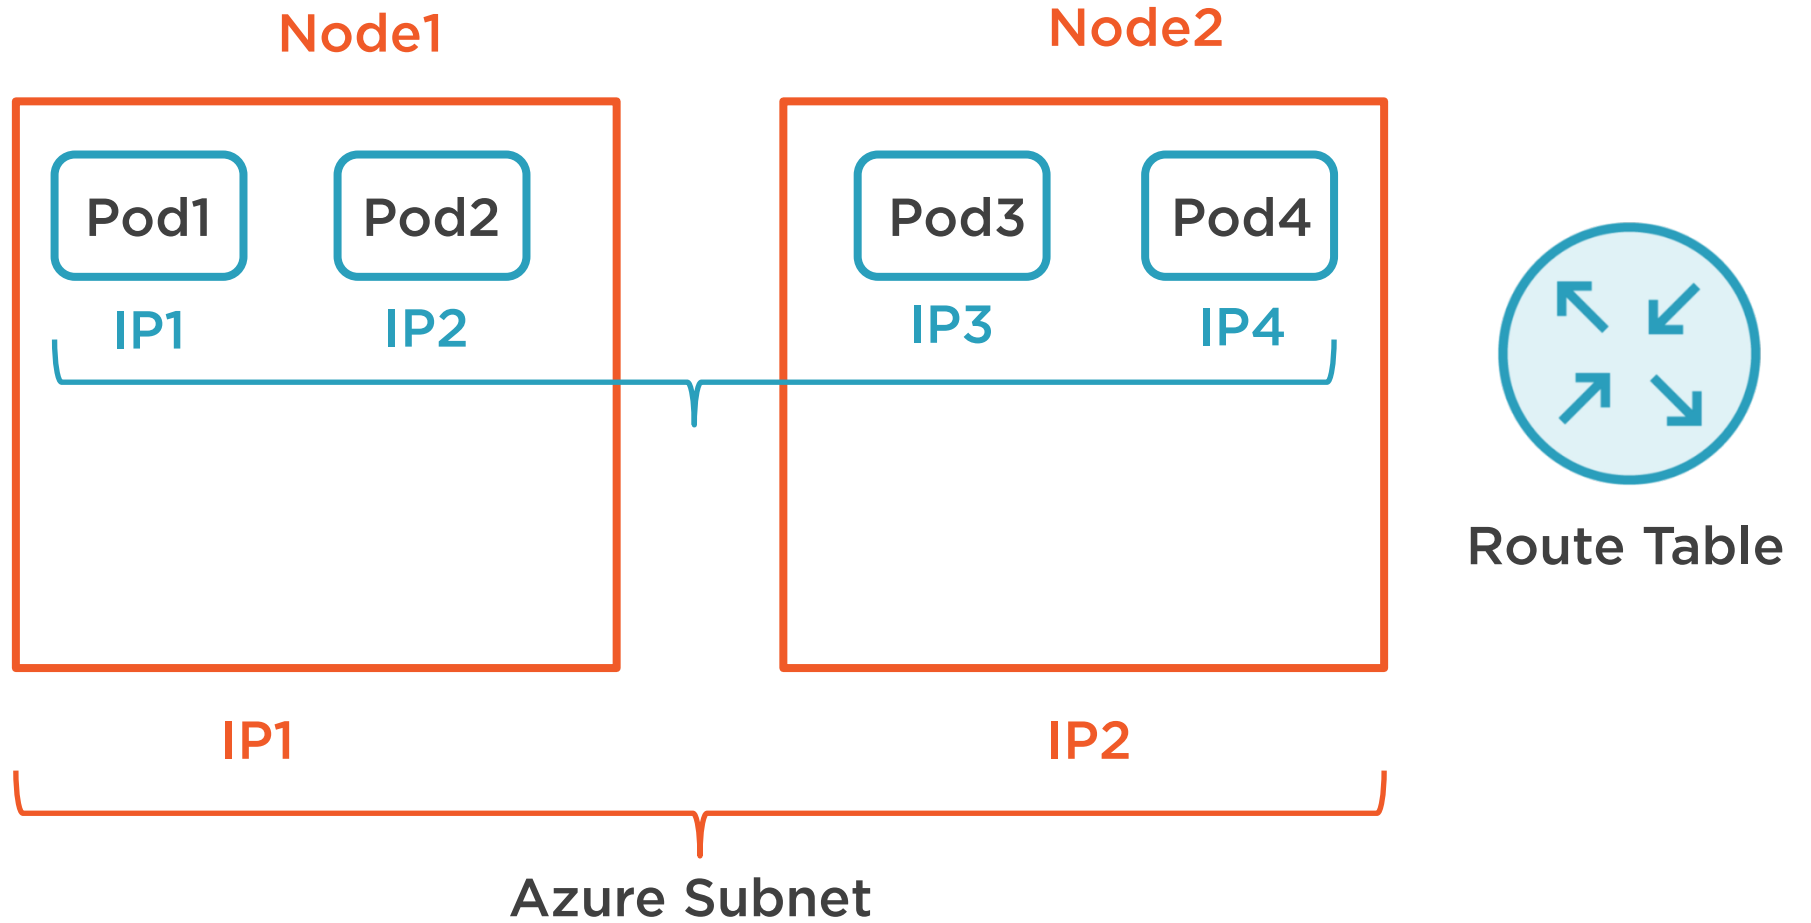 Node1
Node2
Pod1
Pod2
Pod3
Pod4
IP1
IP2
IP3
IP4
Route Table
IP1
IP2
Azure Subnet